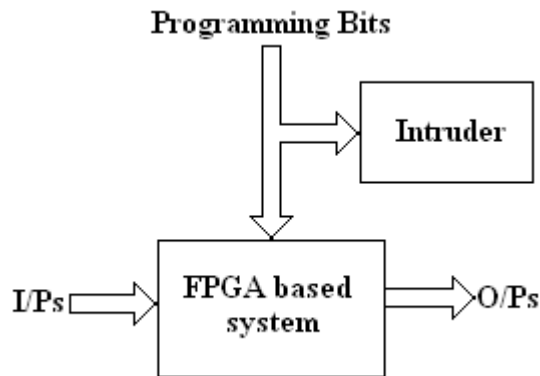 Programming Bits
Intruder
I/Ps
FPGA based
system
O/Ps